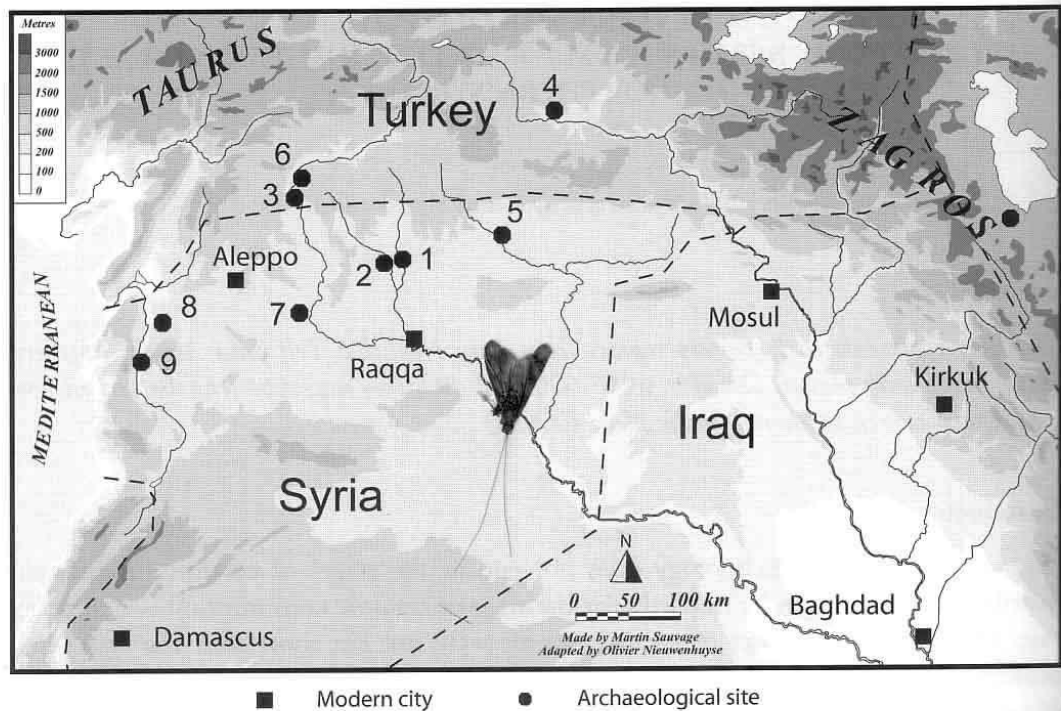 Metres
3000
2000
1500
1000
500
200
100
0
TAURUS
Turkey
4
ZAGROS
6
3
5
Aleppo
2
1
8
7
Mosul
9
Raqqa
Kirkuk
MEDITERRANEAN
Iraq
Syria
N
0 50 100 km
Baghdad
Made by Martin Sauvage
Adapted by Olivier Nieuwenhuyse
Damascus
Modern city
Archaeological site